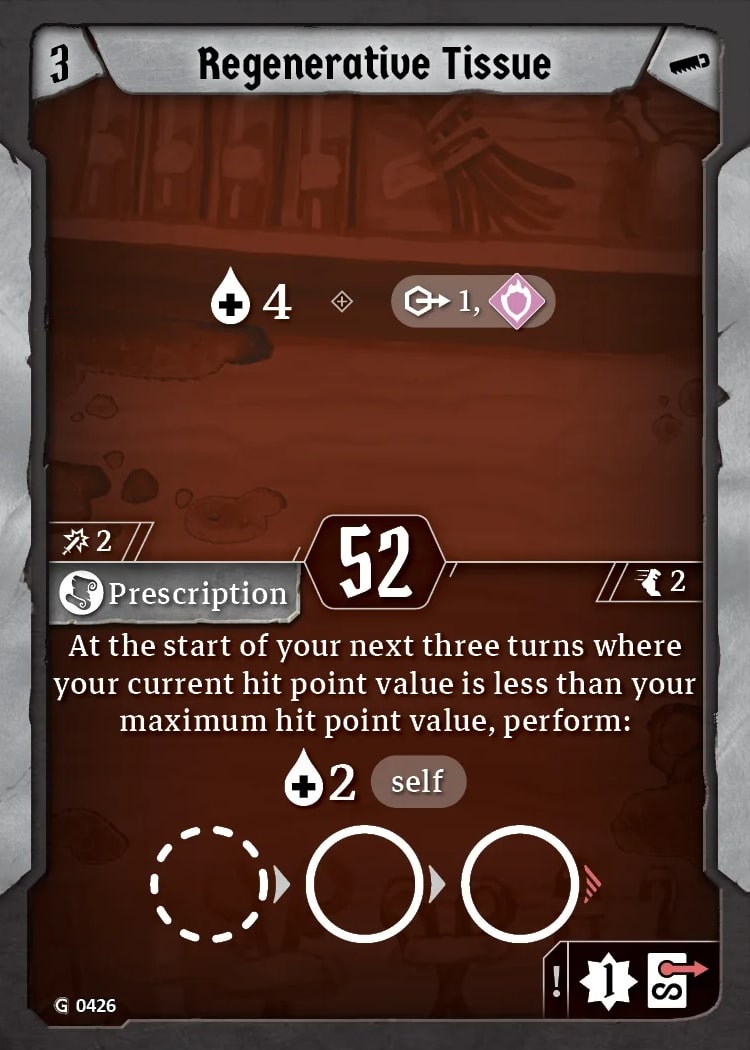 3
Regenerative Tissue
4
1,
2
52
Prescription
2
At the start of your next three turns where
your current hit point value is less than your
maximum hit point value, perform:
2 self
1
!
G 0426